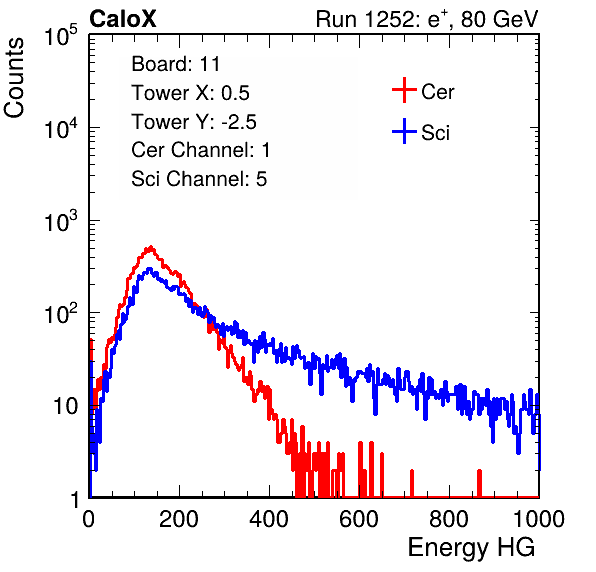 CaloX
Run 1252: e⁺, 80 GeV
Counts
10⁵
10⁴
10³
10²
10
1
Board: 11
Tower X: 0.5
Tower Y: -2.5
Cer Channel: 1
Sci Channel: 5
Cer
Sci
0 200 400 600 800 1000
Energy HG